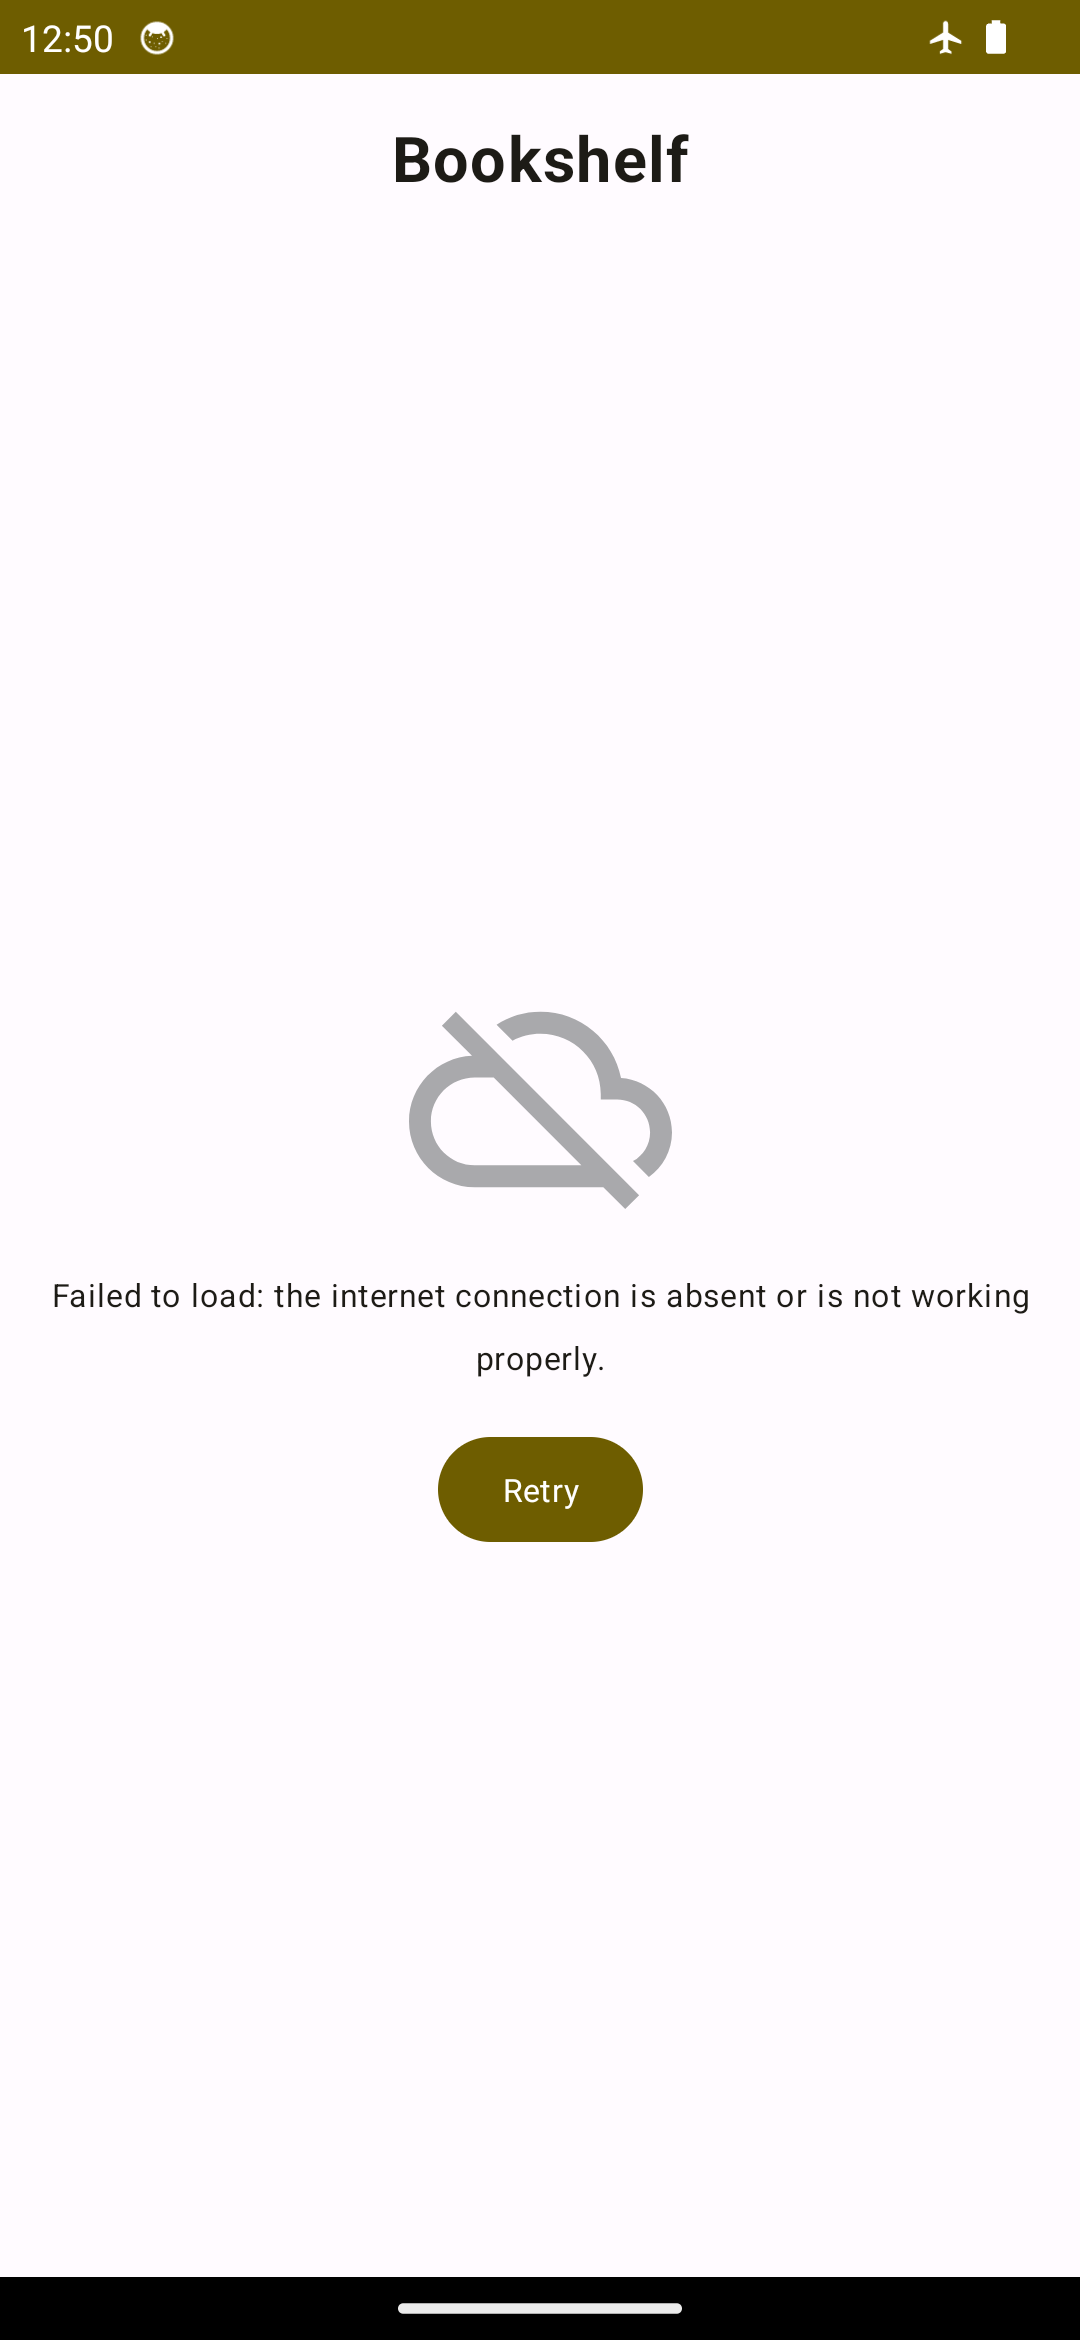 12:50
Bookshelf
Failed to load: the internet connection is absent or is not working
properly.
Retry